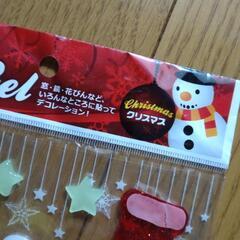 el
窓・鏡・花びんなど、
いろんなところに貼って
デコレーション！
Christmas
クリスマス